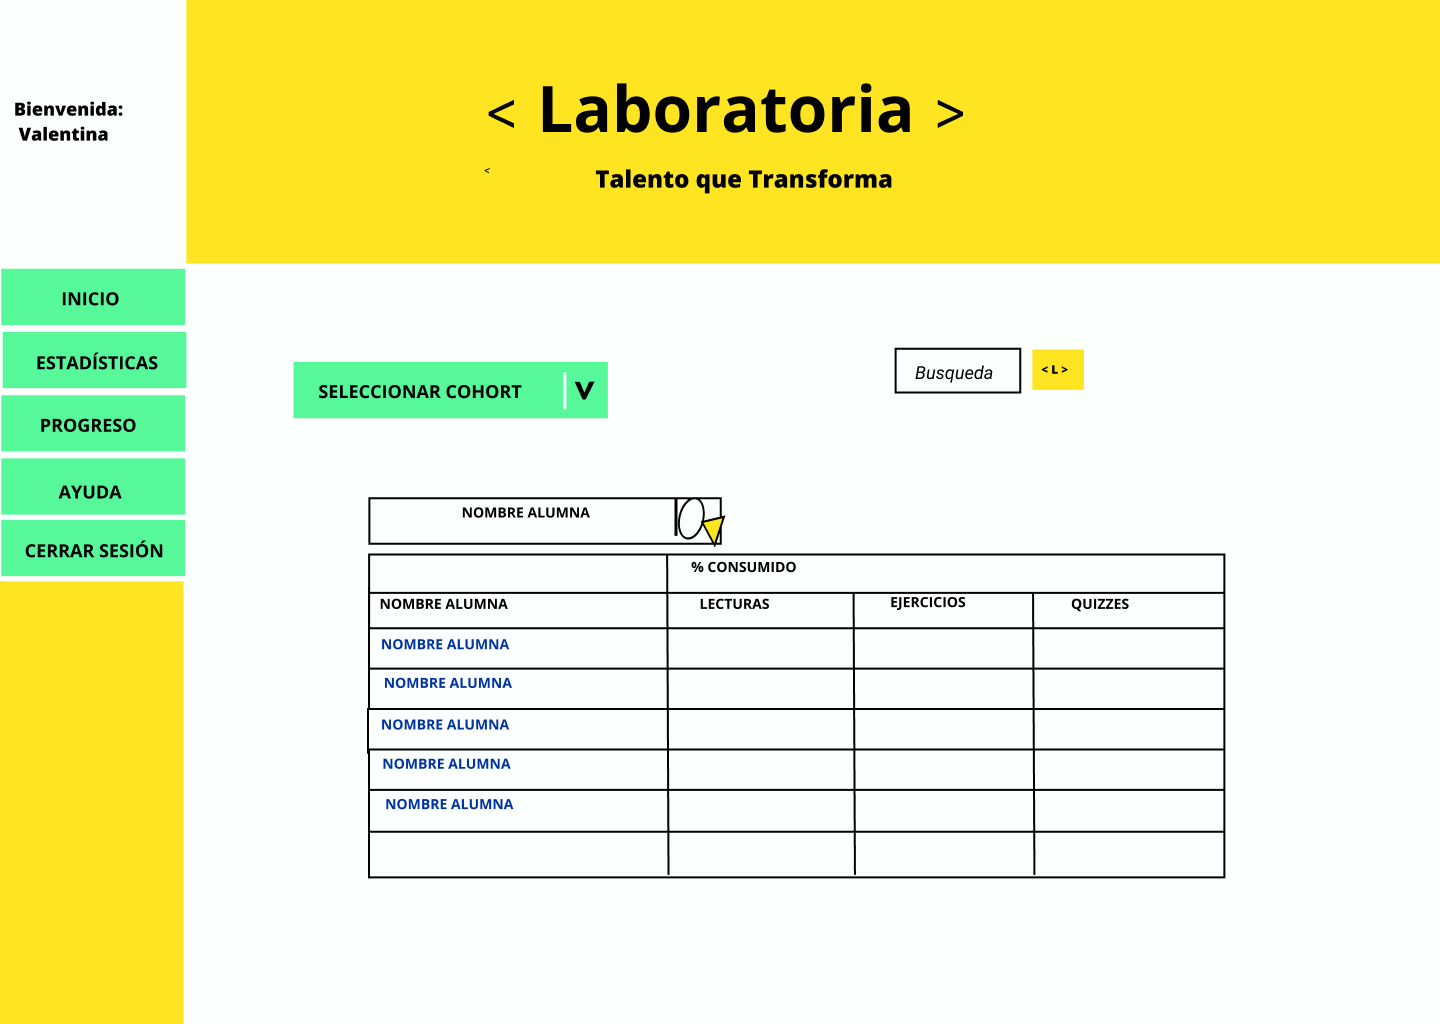 Bienvenida:
Valentina
< Laboratoria >
<
Talento que Transforma
INICIO
ESTADÍSTICAS
PROGRESO
AYUDA
CERRAR SESIÓN
SELECCIONAR COHORT V
Busqueda
< L >
NOMBRE ALUMNA
% CONSUMIDO
NOMBRE ALUMNA LECTURAS EJERCICIOS QUIZZES
NOMBRE ALUMNA
NOMBRE ALUMNA
NOMBRE ALUMNA
NOMBRE ALUMNA
NOMBRE ALUMNA